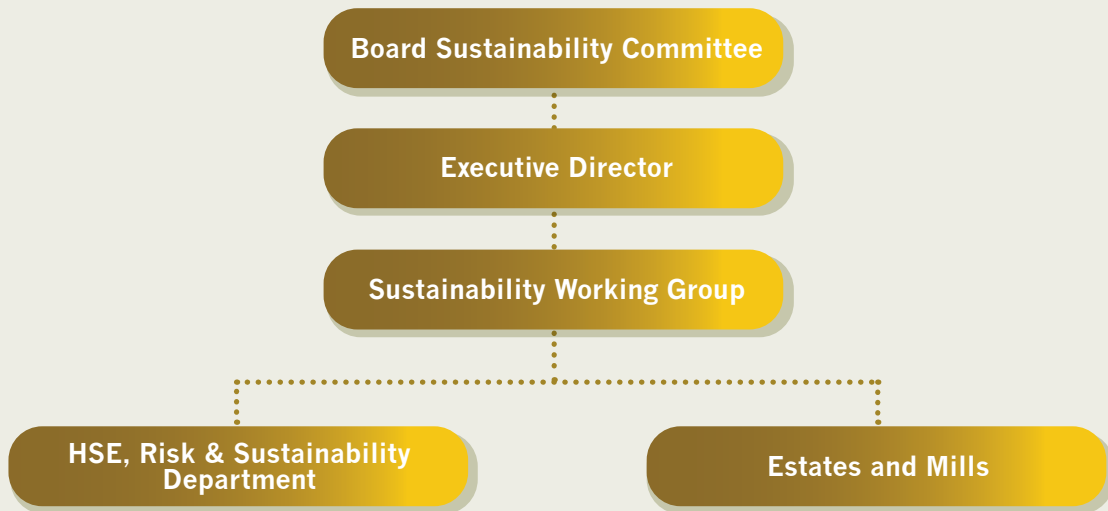 Board Sustainability Committee
Executive Director
Sustainability Working Group
HSE, Risk & Sustainability
Department
Estates and Mills